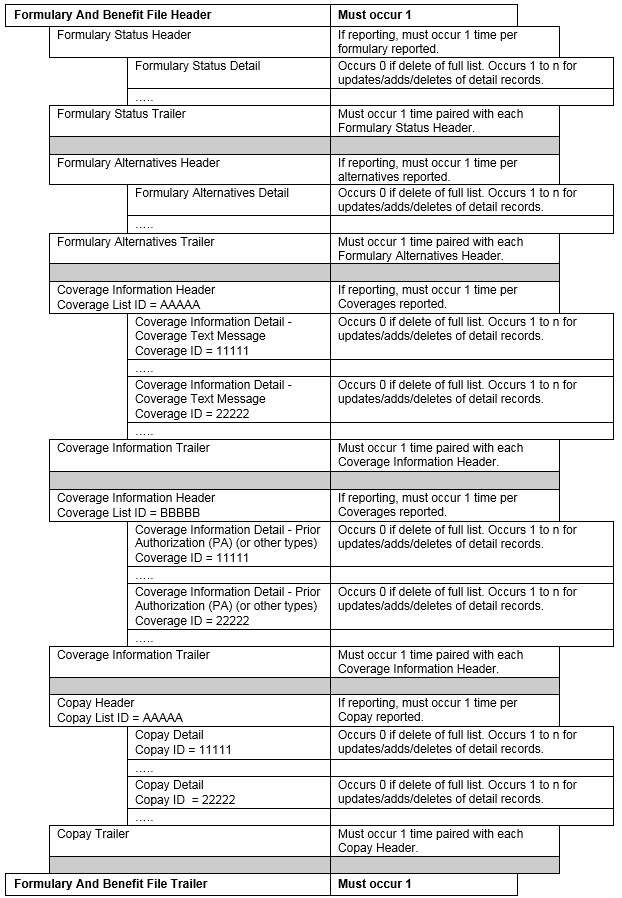 Formulary And Benefit File Header
Must occur 1
Formulary Status Header
If reporting, must occur 1 time per
formulary reported.
Formulary Status Detail
Occurs 0 if delete of full list. Occurs 1 to n for
updates/adds/deletes of detail records.
.....
Formulary Status Trailer
Must occur 1 time paired with each
Formulary Status Header.
Formulary Alternatives Header
If reporting, must occur 1 time per
alternatives reported.
Formulary Alternatives Detail
Occurs 0 if delete of full list. Occurs 1 to n for
updates/adds/deletes of detail records.
.....
Formulary Alternatives Trailer
Must occur 1 time paired with each
Formulary Alternatives Header.
Coverage Information Header
Coverage List ID = AAAAA
If reporting, must occur 1 time per
Coverages reported.
Coverage Information Detail -
Coverage Text Message
Coverage ID = 11111
Occurs 0 if delete of full list. Occurs 1 to n for
updates/adds/deletes of detail records.
.....
Coverage Information Detail -
Coverage Text Message
Coverage ID = 22222
Occurs 0 if delete of full list. Occurs 1 to n for
updates/adds/deletes of detail records.
.....
Coverage Information Trailer
Must occur 1 time paired with each
Coverage Information Header.
Coverage Information Header
Coverage List ID = BBBBB
If reporting, must occur 1 time per
Coverages reported.
Coverage Information Detail - Prior
Authorization (PA) (or other types)
Coverage ID = 11111
Occurs 0 if delete of full list. Occurs 1 to n for
updates/adds/deletes of detail records.
.....
Coverage Information Detail - Prior
Authorization (PA) (or other types)
Coverage ID = 22222
Occurs 0 if delete of full list. Occurs 1 to n for
updates/adds/deletes of detail records.
.....
Coverage Information Trailer
Must occur 1 time paired with each
Coverage Information Header.
Copay Header
Copay List ID = AAAAA
If reporting, must occur 1 time per
Copay reported.
Copay Detail
Copay ID = 11111
Occurs 0 if delete of full list. Occurs 1 to n for
updates/adds/deletes of detail records.
.....
Copay Detail
Copay ID = 22222
Occurs 0 if delete of full list. Occurs 1 to n for
updates/adds/deletes of detail records.
.....
Copay Trailer
Must occur 1 time paired with each
Copay Header.
Formulary And Benefit File Trailer
Must occur 1